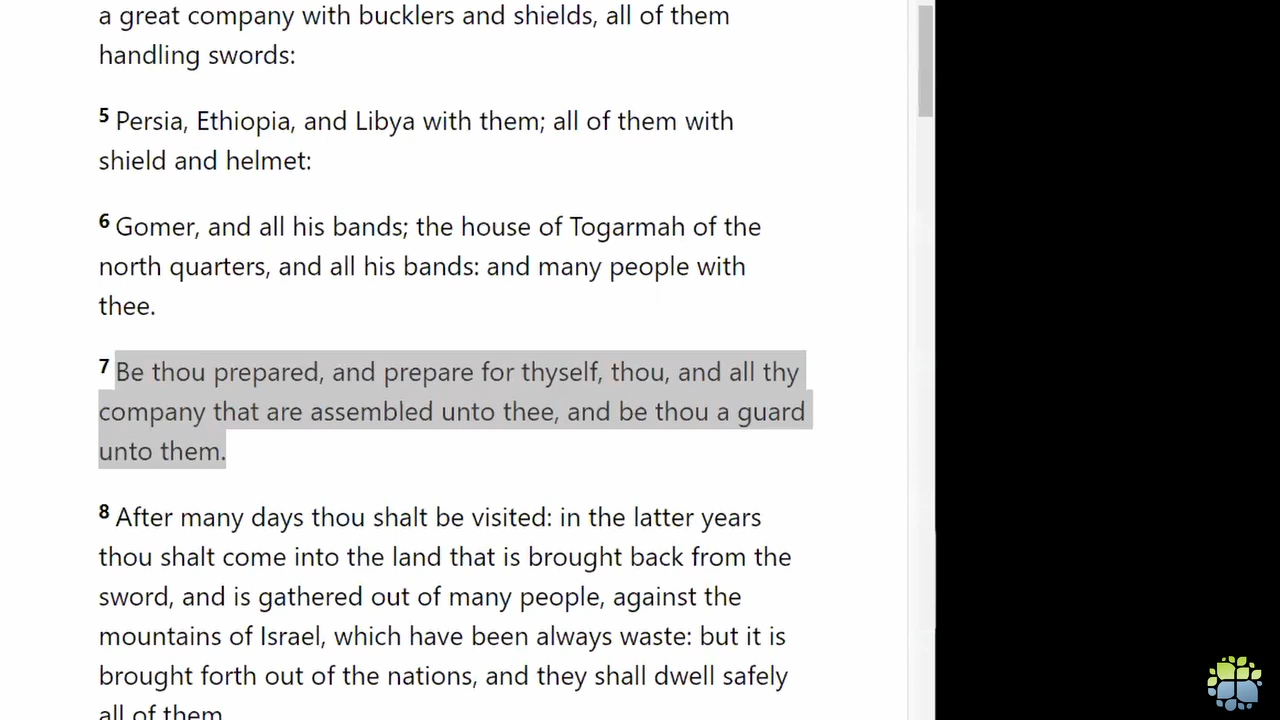 a great company with bucklers and shields, all of them
handling swords:
5 Persia, Ethiopia, and Libya with them; all of them with
shield and helmet:
6 Gomer, and all his bands; the house of Togarmah of the
north quarters, and all his bands: and many people with
thee.
7 Be thou prepared, and prepare for thyself, thou, and all thy
company that are assembled unto thee, and be thou a guard
unto them.
8 After many days thou shalt be visited: in the latter years
thou shalt come into the land that is brought back from the
sword, and is gathered out of many people, against the
mountains of Israel, which have been always waste: but it is
brought forth out of the nations, and they shall dwell safely
all of them